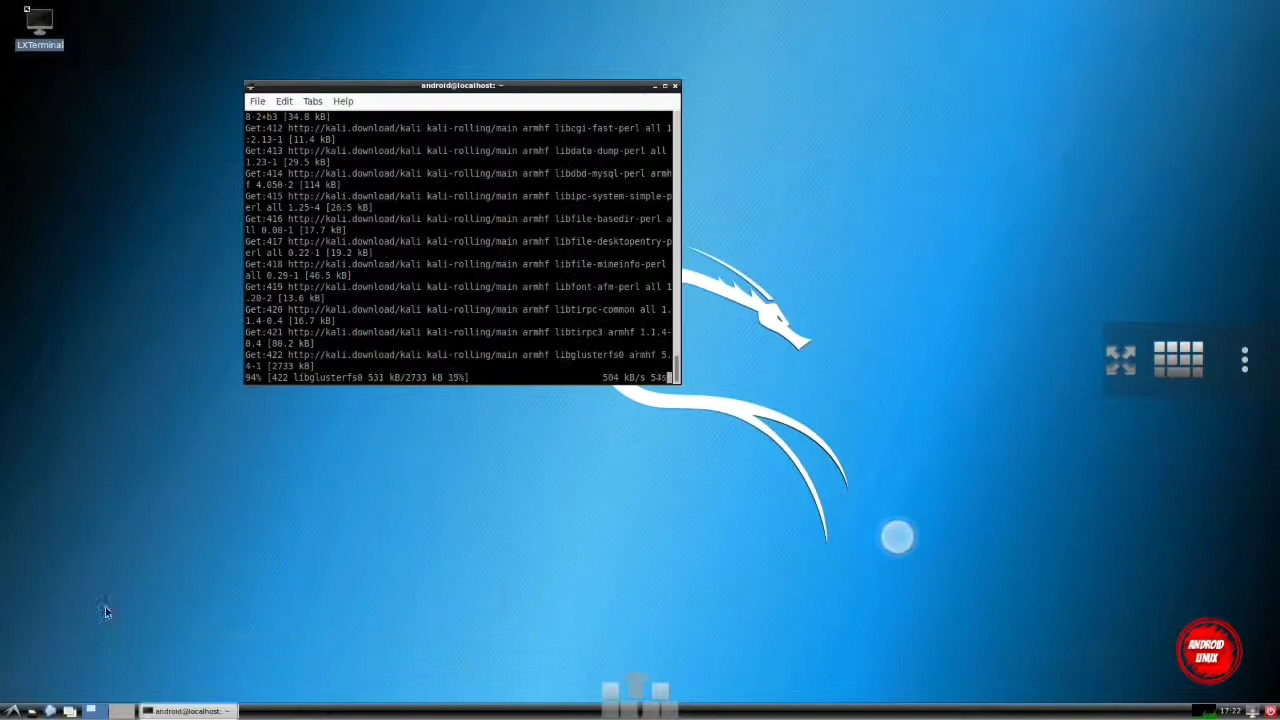 LXTerminal
android@localhost: ~
File Edit Tabs Help
8-2+b3 [34.8 kB]
Get:412 http://kali.download/kali kali-rolling/main armhf libcgi-fast-perl all 1
:2.13-1 [11.4 kB]
Get:413 http://kali.download/kali kali-rolling/main armhf libdata-dump-perl all
1.23-1 [29.5 kB]
Get:414 http://kali.download/kali kali-rolling/main armhf libdbd-mysql-perl armh
f 4.050-2 [114 kB]
Get:415 http://kali.download/kali kali-rolling/main armhf libipc-system-simple-p
erl all 1.25-4 [26.5 kB]
Get:416 http://kali.download/kali kali-rolling/main armhf libfile-basedir-perl a
ll 0.08-1 [17.7 kB]
Get:417 http://kali.download/kali kali-rolling/main armhf libfile-desktopentry-p
erl all 0.22-1 [19.2 kB]
Get:418 http://kali.download/kali kali-rolling/main armhf libfile-mimeinfo-perl
all 0.29-1 [46.5 kB]
Get:419 http://kali.download/kali kali-rolling/main armhf libfont-afm-perl all 1
.20-2 [13.6 kB]
Get:420 http://kali.download/kali kali-rolling/main armhf libtirpc-common all 1.
1.4-0.4 [16.7 kB]
Get:421 http://kali.download/kali kali-rolling/main armhf libtirpc3 armhf 1.1.4-
0.4 [80.2 kB]
Get:422 http://kali.download/kali kali-rolling/main armhf libglusterfs0 armhf 5.
4-1 [2733 kB]
94% [422 libglusterfs0 531 kB/2733 kB 504 kB/s
ANDROID
LINUX
android@localhost: ~
17:22